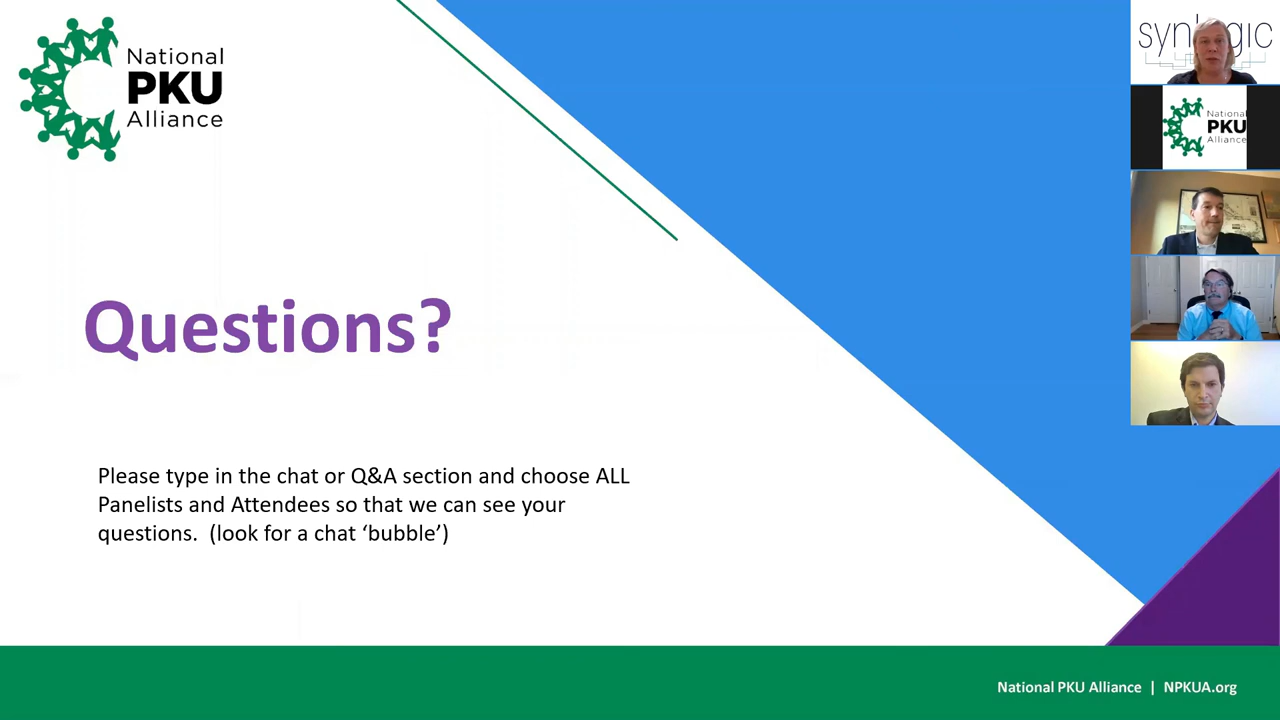 National
PKU
Alliance
Questions?
Please type in the chat or Q&A section and choose ALL
Panelists and Attendees so that we can see your
questions.  (look for a chat ‘bubble’)
National PKU Alliance | NPKUA.org
National
PKU
Alliance